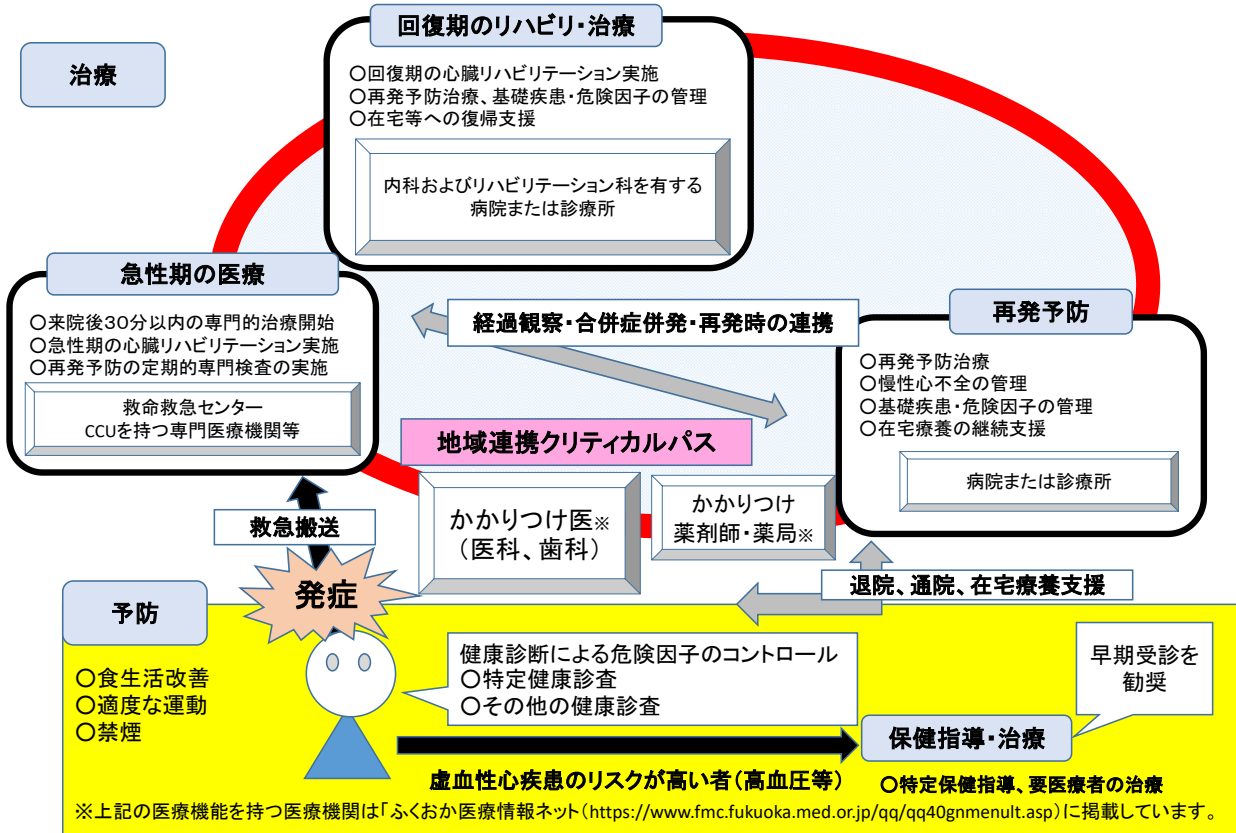 治療
回復期のリハビリ・治療
○回復期の心臓リハビリテーション実施
○再発予防治療、基礎疾患・危険因子の管理
○在宅等への復帰支援
内科およびリハビリテーション科を有する
病院または診療所
急性期の医療
○来院後30分以内の専門的治療開始
○急性期の心臓リハビリテーション実施
○再発予防の定期的専門検査の実施
救命救急センター
CCUを持つ専門医療機関等
経過観察・合併症併発・再発時の連携
再発予防
○再発予防治療
○慢性心不全の管理
○基礎疾患・危険因子の管理
○在宅療養の継続支援
病院または診療所
地域連携クリティカルパス
かかりつけ医※
（医科、歯科）
かかりつけ
薬剤師・薬局※
救急搬送
発症
退院、通院、在宅療養支援
予防
○食生活改善
○適度な運動
○禁煙
健康診断による危険因子のコントロール
○特定健康診査
○その他の健康診査
早期受診を
勧奨
保健指導・治療
虚血性心疾患のリスクが高い者（高血圧等）
○特定保健指導、要医療者の治療
※上記の医療機能を持つ医療機関は「ふくおか医療情報ネット（https://www.fmc.fukuoka.med.or.jp/qq/qq40gnmenult.asp）に掲載しています。